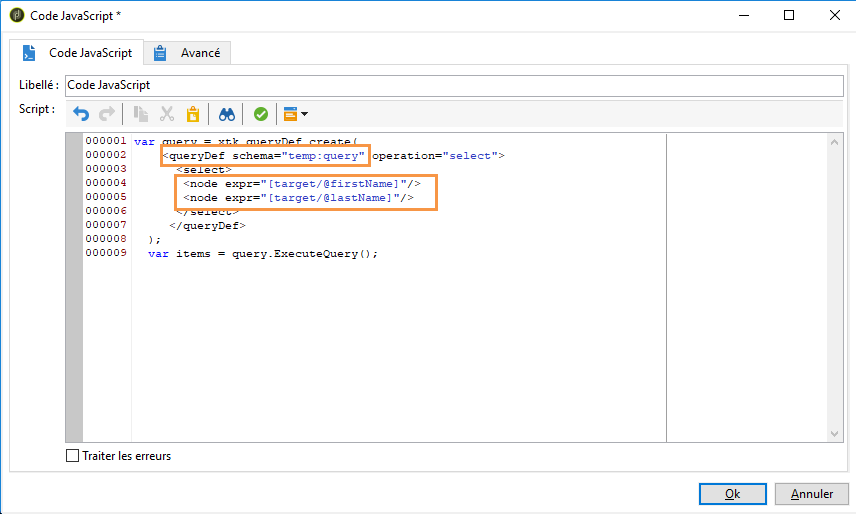 Code JavaScript *
Code JavaScript
Avancé
Libellé :
Code JavaScript
Script :
000001 var query = xtk.queryDef.create(
000002 <queryDef schema="temp:query" operation="select">
000003 <select>
000004 <node expr="[target/@firstName]"/>
000005 <node expr="[target/@lastName]"/>
000006 </select>
000007 </queryDef>
000008 );
000009 var items = query.ExecuteQuery();
Traiter les erreurs
Ok
Annuler